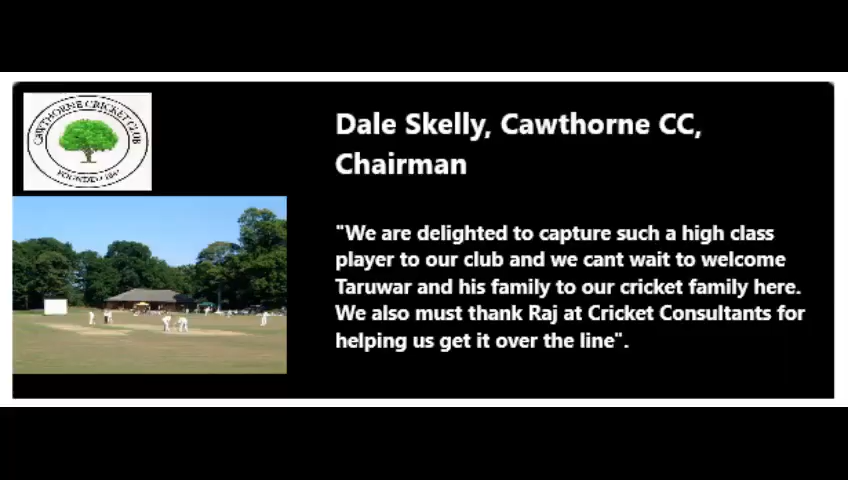 CAWTHORNE CRICKET CLUB
FOUNDED
Dale Skelly, Cawthorne CC,
Chairman
"We are delighted to capture such a high class
player to our club and we cant wait to welcome
Taruwar and his family to our cricket family here.
We also must thank Raj at Cricket Consultants for
helping us get it over the line".